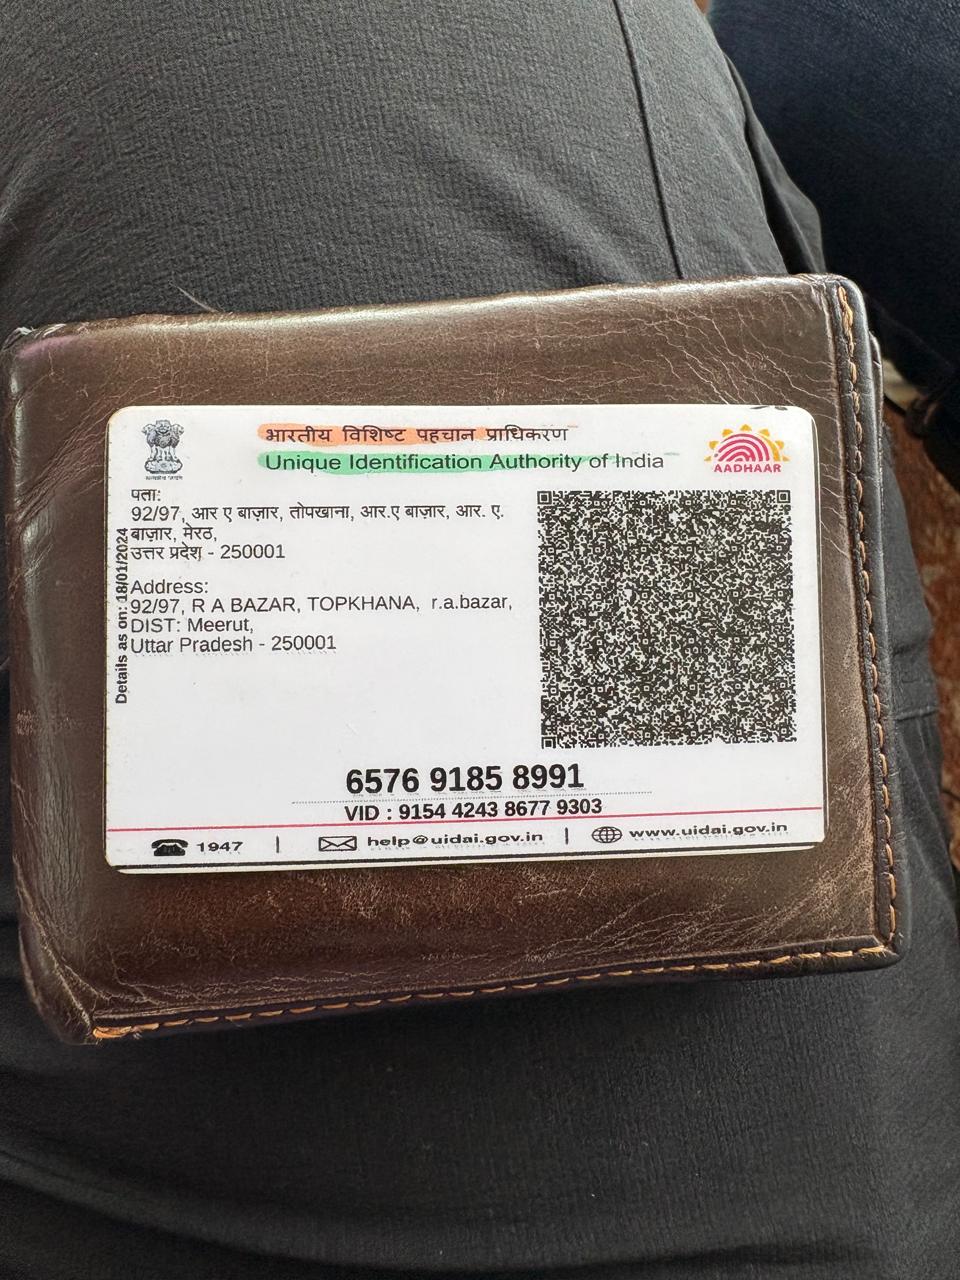 भारतीय विशिष्ट पहचान प्राधिकरण
Unique Identification Authority of India
AADHAAR
पता:
92/97, आर ए बाज़ार, तोपखाना, आर.ए बाज़ार, आर. ए.
बाज़ार, मेरठ,
उत्तर प्रदेश - 250001
Address:
92/97, R A BAZAR, TOPKHANA, r.a.bazar,
DIST: Meerut,
Uttar Pradesh - 250001
Details as on: 18/01/2024
6576 9185 8991
VID : 9154 4243 8677 9303
1947 | help@uidai.gov.in | www.uidai.gov.in